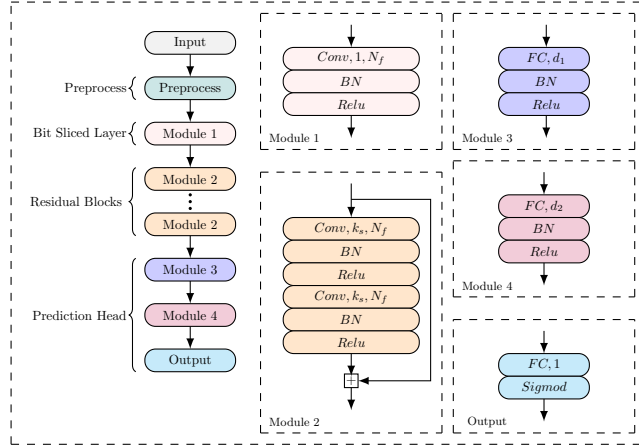 Input
Preprocess
Preprocess
Bit Sliced Layer
Module 1
Residual Blocks
Module 2
Module 2
Prediction Head
Module 3
Module 4
Output
Conv, 1, N_f
BN
Relu
Module 1
Conv, k_s, N_f
BN
Relu
Conv, k_s, N_f
BN
Relu
+
Module 2
FC, d_1
BN
Relu
Module 3
FC, d_2
BN
Relu
Module 4
FC, 1
Sigmod
Output